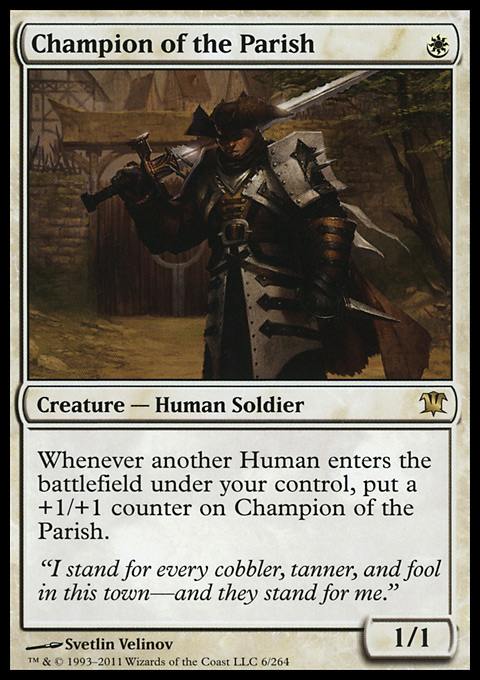 Champion of the Parish
Creature — Human Soldier
Whenever another Human enters the
battlefield under your control, put a
+1/+1 counter on Champion of the
Parish.
“I stand for every cobbler, tanner, and fool
in this town—and they stand for me.”
Svetlin Velinov
1/1
™ & © 1993–2011 Wizards of the Coast LLC 6/264